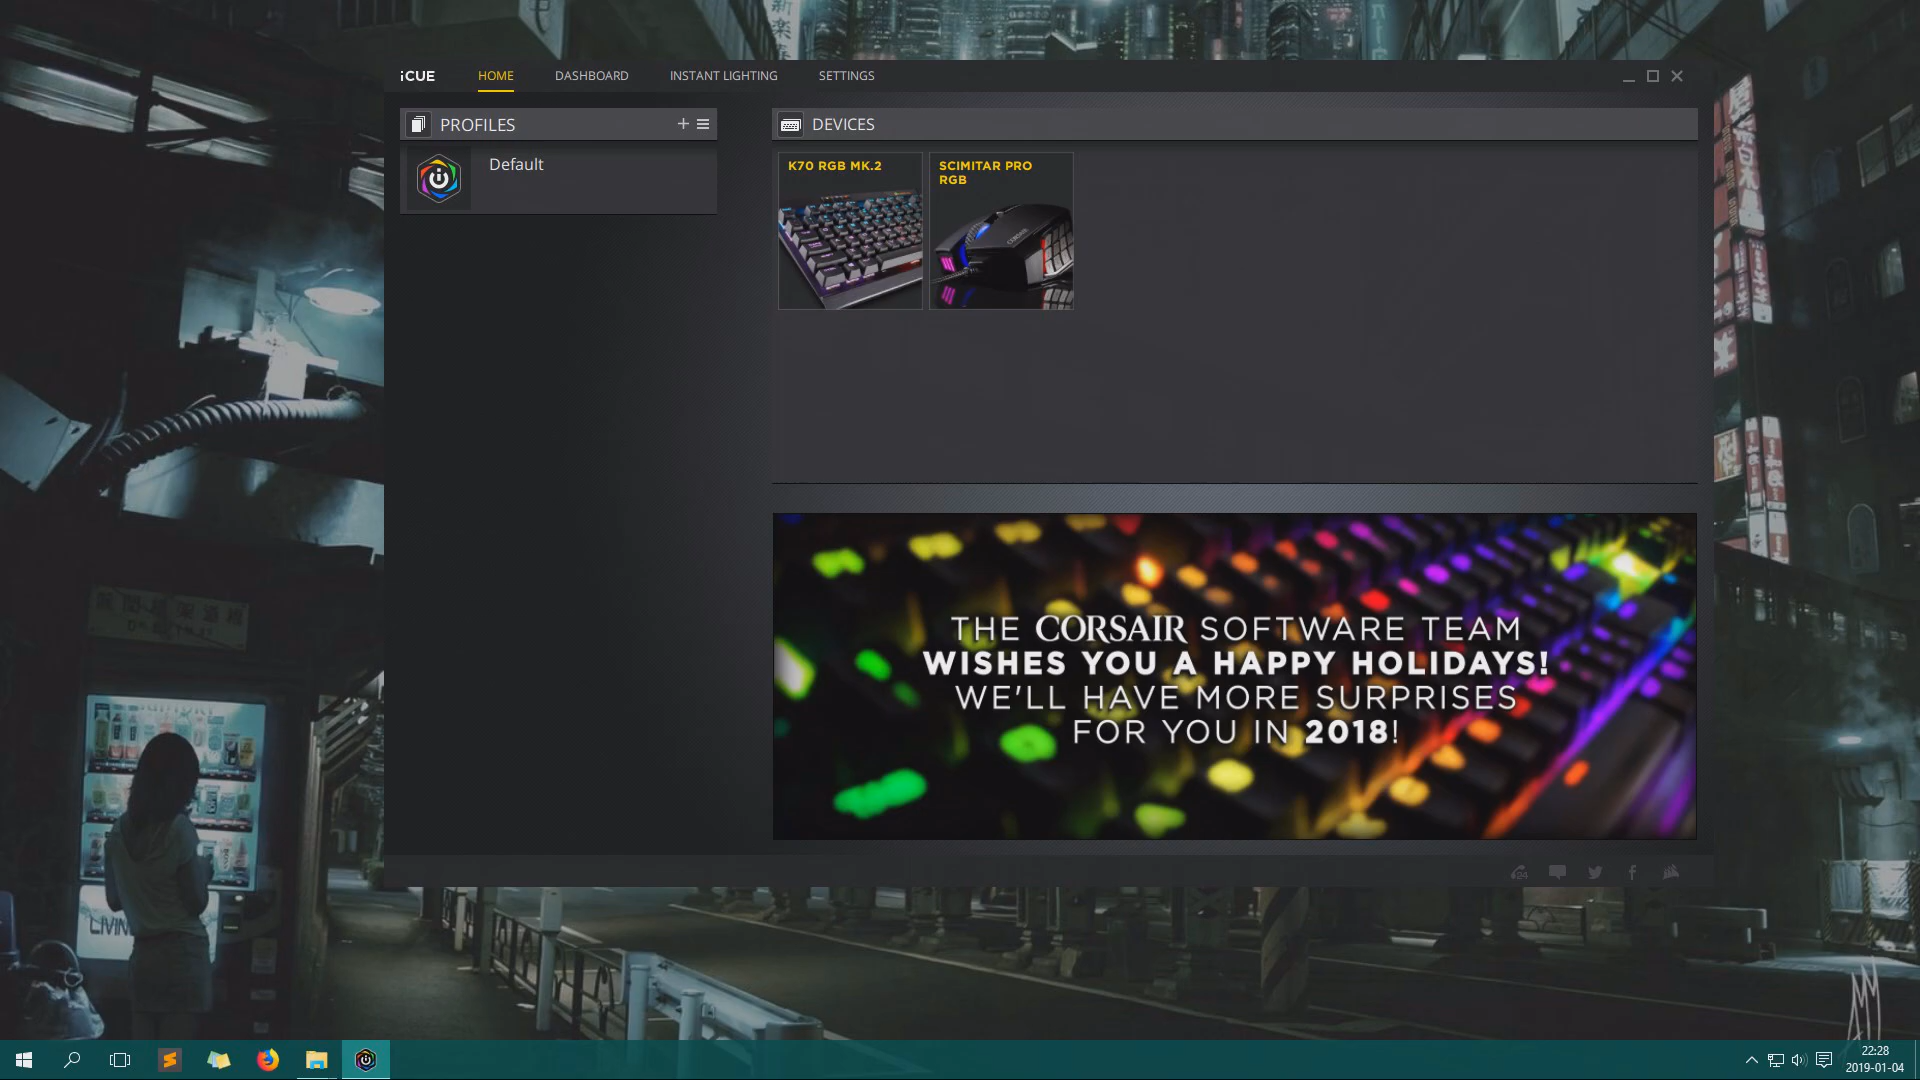 iCUE HOME DASHBOARD INSTANT LIGHTING SETTINGS
PROFILES
Default
DEVICES
K70 RGB MK.2
SCIMITAR PRO
RGB
THE CORSAIR SOFTWARE TEAM
WISHES YOU A HAPPY HOLIDAYS!
WE'LL HAVE MORE SURPRISES
FOR YOU IN 2018!
24
LIVIN
22:28
2019-01-04